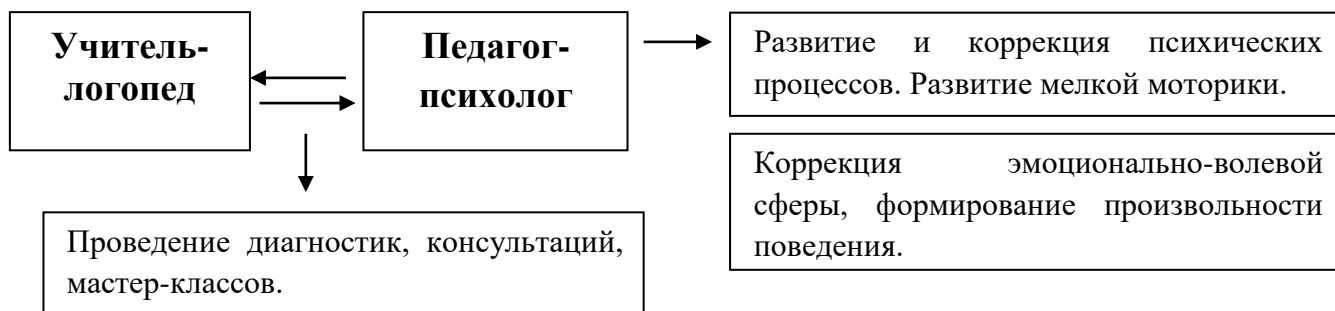 Учитель-
логопед
Педагог-
психолог
Развитие и коррекция психических
процессов. Развитие мелкой моторики.
Коррекция эмоционально-волевой
сферы, формирование произвольности
поведения.
Проведение диагностик, консультаций,
мастер-классов.